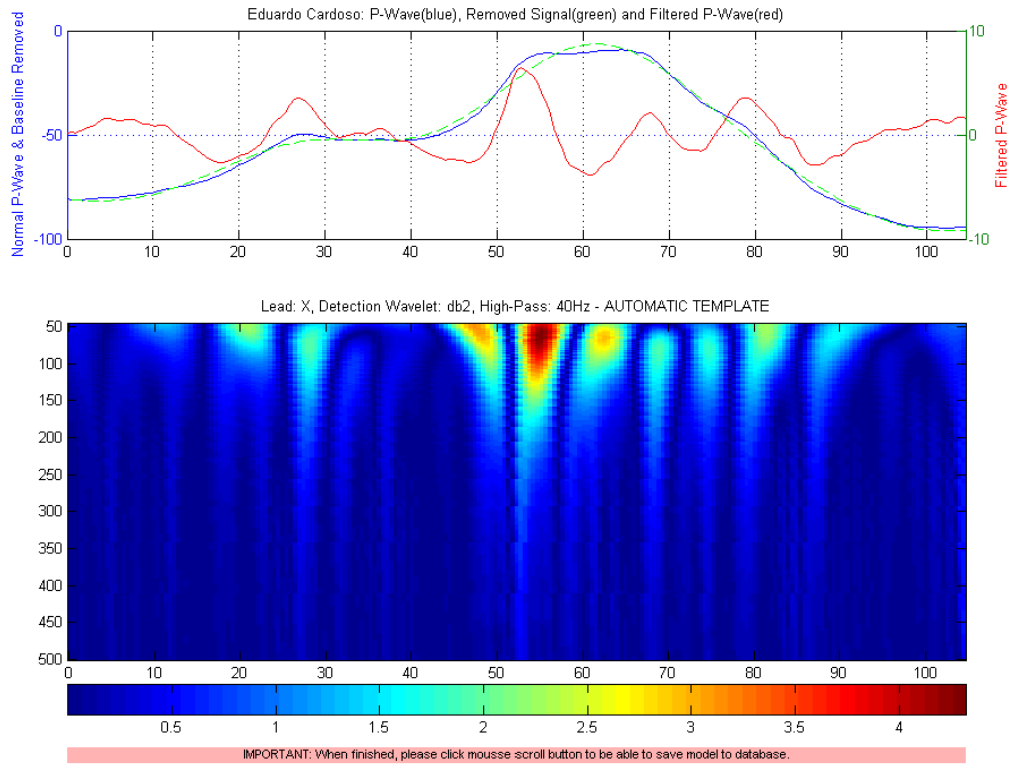 Eduardo Cardoso: P-Wave(blue), Removed Signal(green) and Filtered P-Wave(red)
Normal P-Wave & Baseline Removed
0
-50
-100
10
0
-10
Filtered P-Wave
0 10 20 30 40 50 60 70 80 90 100
Lead: X, Detection Wavelet: db2, High-Pass: 40Hz - AUTOMATIC TEMPLATE
50
100
150
200
250
300
350
400
450
500
0 10 20 30 40 50 60 70 80 90 100
0.5 1 1.5 2 2.5 3 3.5 4
IMPORTANT: When finished, please click mousse scroll button to be able to save model to database.